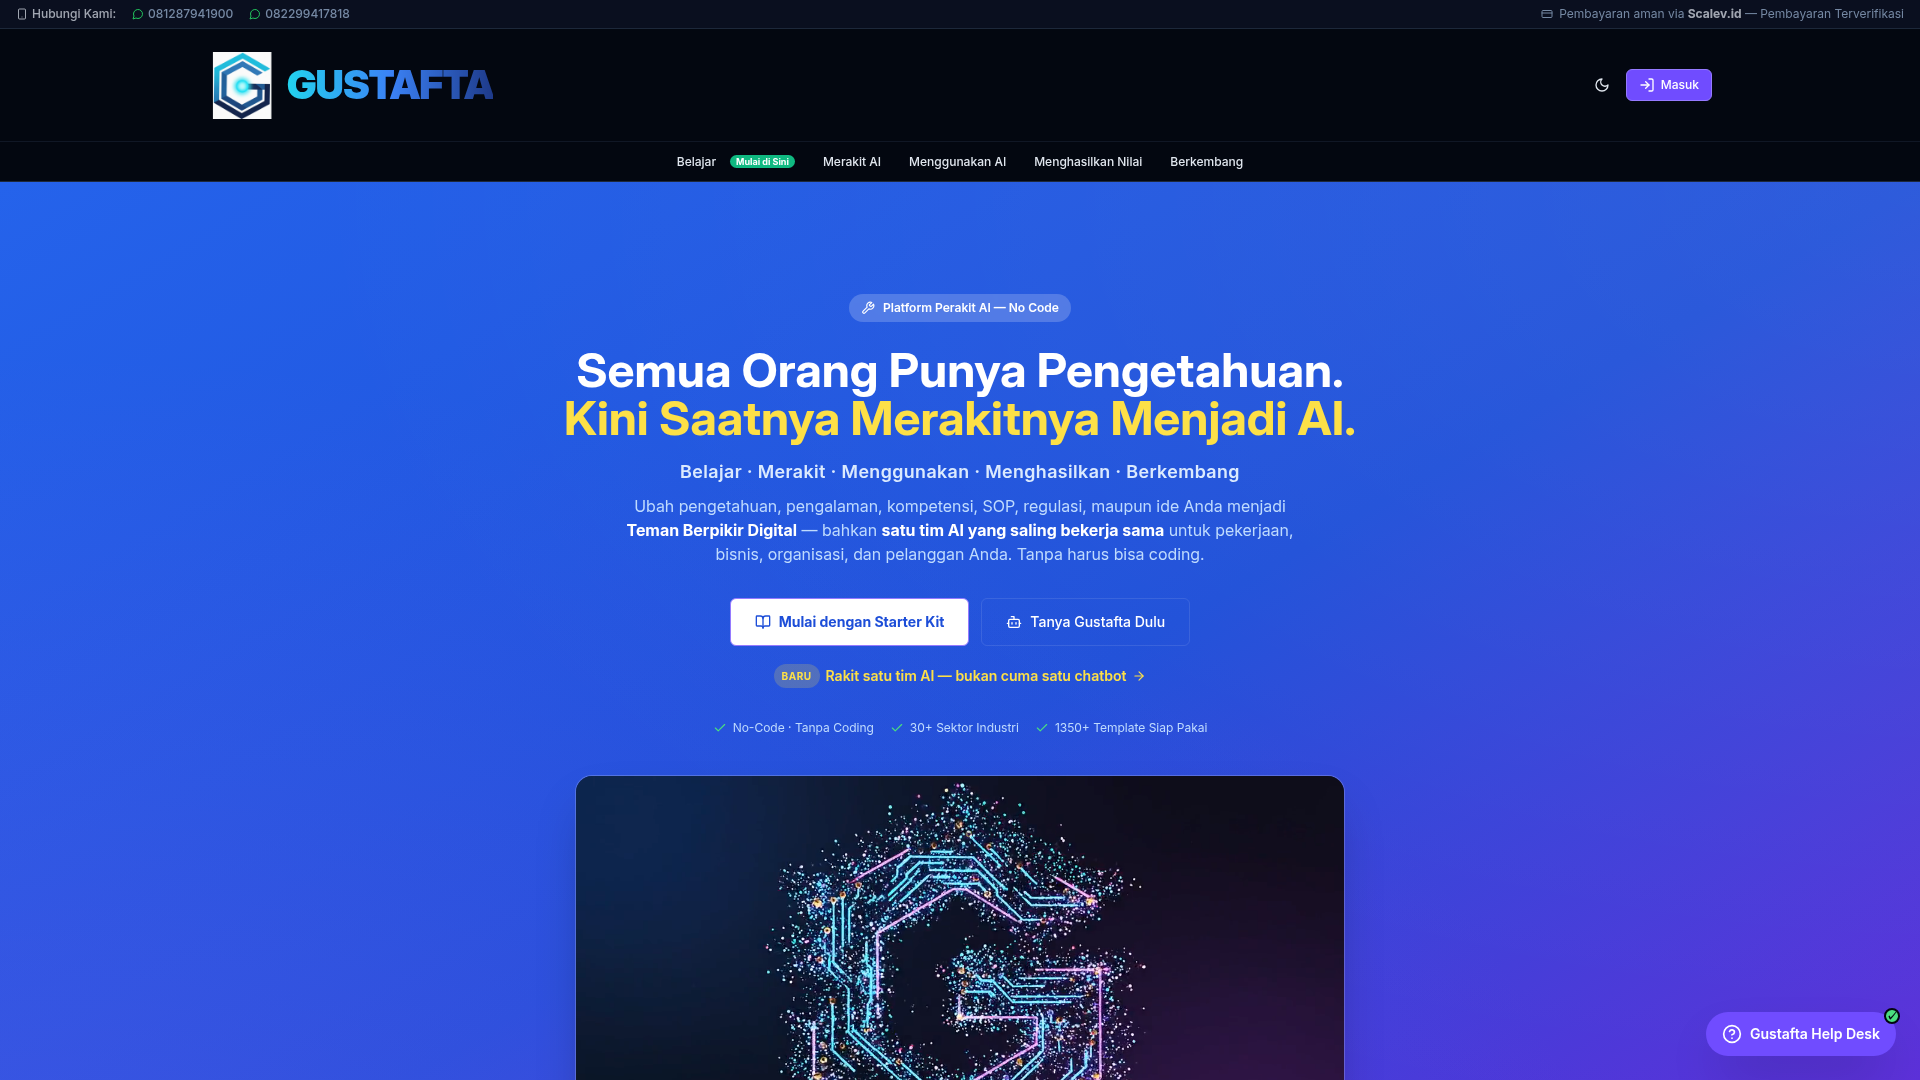 Hubungi Kami: 081287941900 082299417818
Pembayaran aman via Scalev.id — Pembayaran Terverifikasi
GUSTAFTA
Masuk
Belajar Mulai di Sini Merakit AI Menggunakan AI Menghasilkan Nilai Berkembang
Platform Perakit AI — No Code
Semua Orang Punya Pengetahuan.
Kini Saatnya Merakitnya Menjadi AI.
Belajar · Merakit · Menggunakan · Menghasilkan · Berkembang
Ubah pengetahuan, pengalaman, kompetensi, SOP, regulasi, maupun ide Anda menjadi
Teman Berpikir Digital — bahkan satu tim AI yang saling bekerja sama untuk pekerjaan,
bisnis, organisasi, dan pelanggan Anda. Tanpa harus bisa coding.
Mulai dengan Starter Kit
Tanya Gustafta Dulu
BARU Rakit satu tim AI — bukan cuma satu chatbot →
No-Code · Tanpa Coding
30+ Sektor Industri
1350+ Template Siap Pakai
Gustafta Help Desk